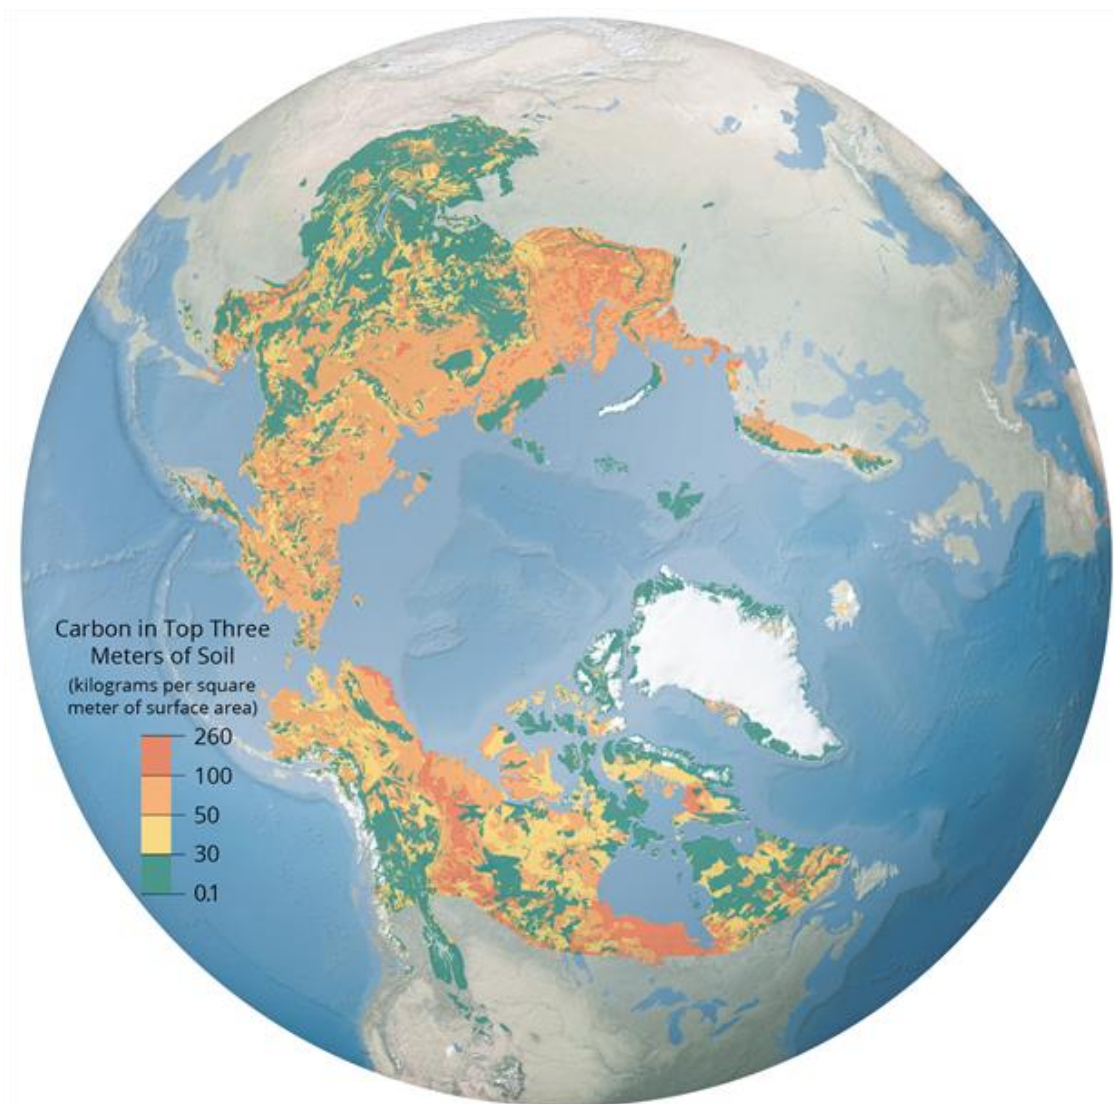 Carbon in Top Three
Meters of Soil
(kilograms per square
meter of surface area)
260
100
50
30
0.1